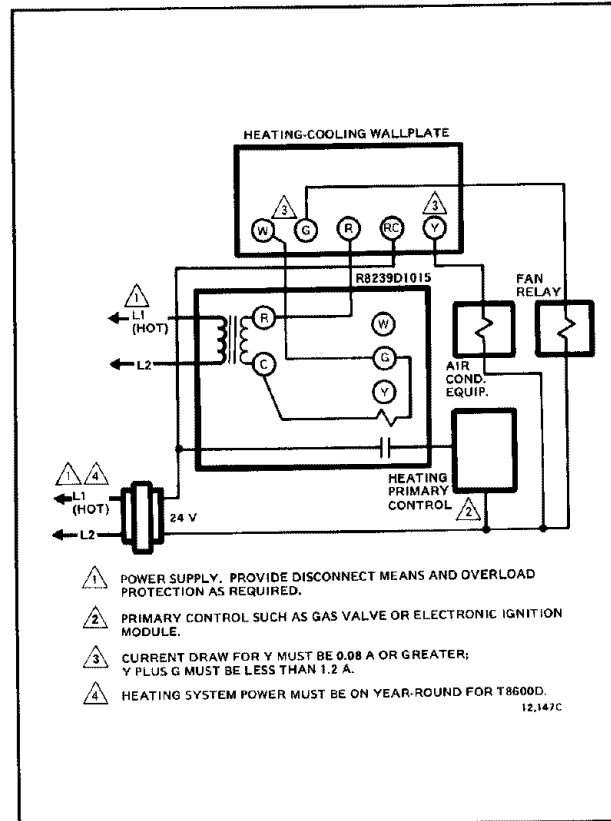 HEATING-COOLING WALLPLATE
3
3
W
G
R
RC
Y
R8239D1015
FAN
RELAY
1
L1
(HOT)
L2
R
C
W
G
Y
AIR
COND.
EQUIP.
HEATING
PRIMARY
CONTROL
2
1 4
L1
(HOT)
L2
24 V
1 POWER SUPPLY. PROVIDE DISCONNECT MEANS AND OVERLOAD
PROTECTION AS REQUIRED.
2 PRIMARY CONTROL SUCH AS GAS VALVE OR ELECTRONIC IGNITION
MODULE.
3 CURRENT DRAW FOR Y MUST BE 0.08 A OR GREATER;
Y PLUS G MUST BE LESS THAN 1.2 A.
4 HEATING SYSTEM POWER MUST BE ON YEAR-ROUND FOR T8600D.
12,147C